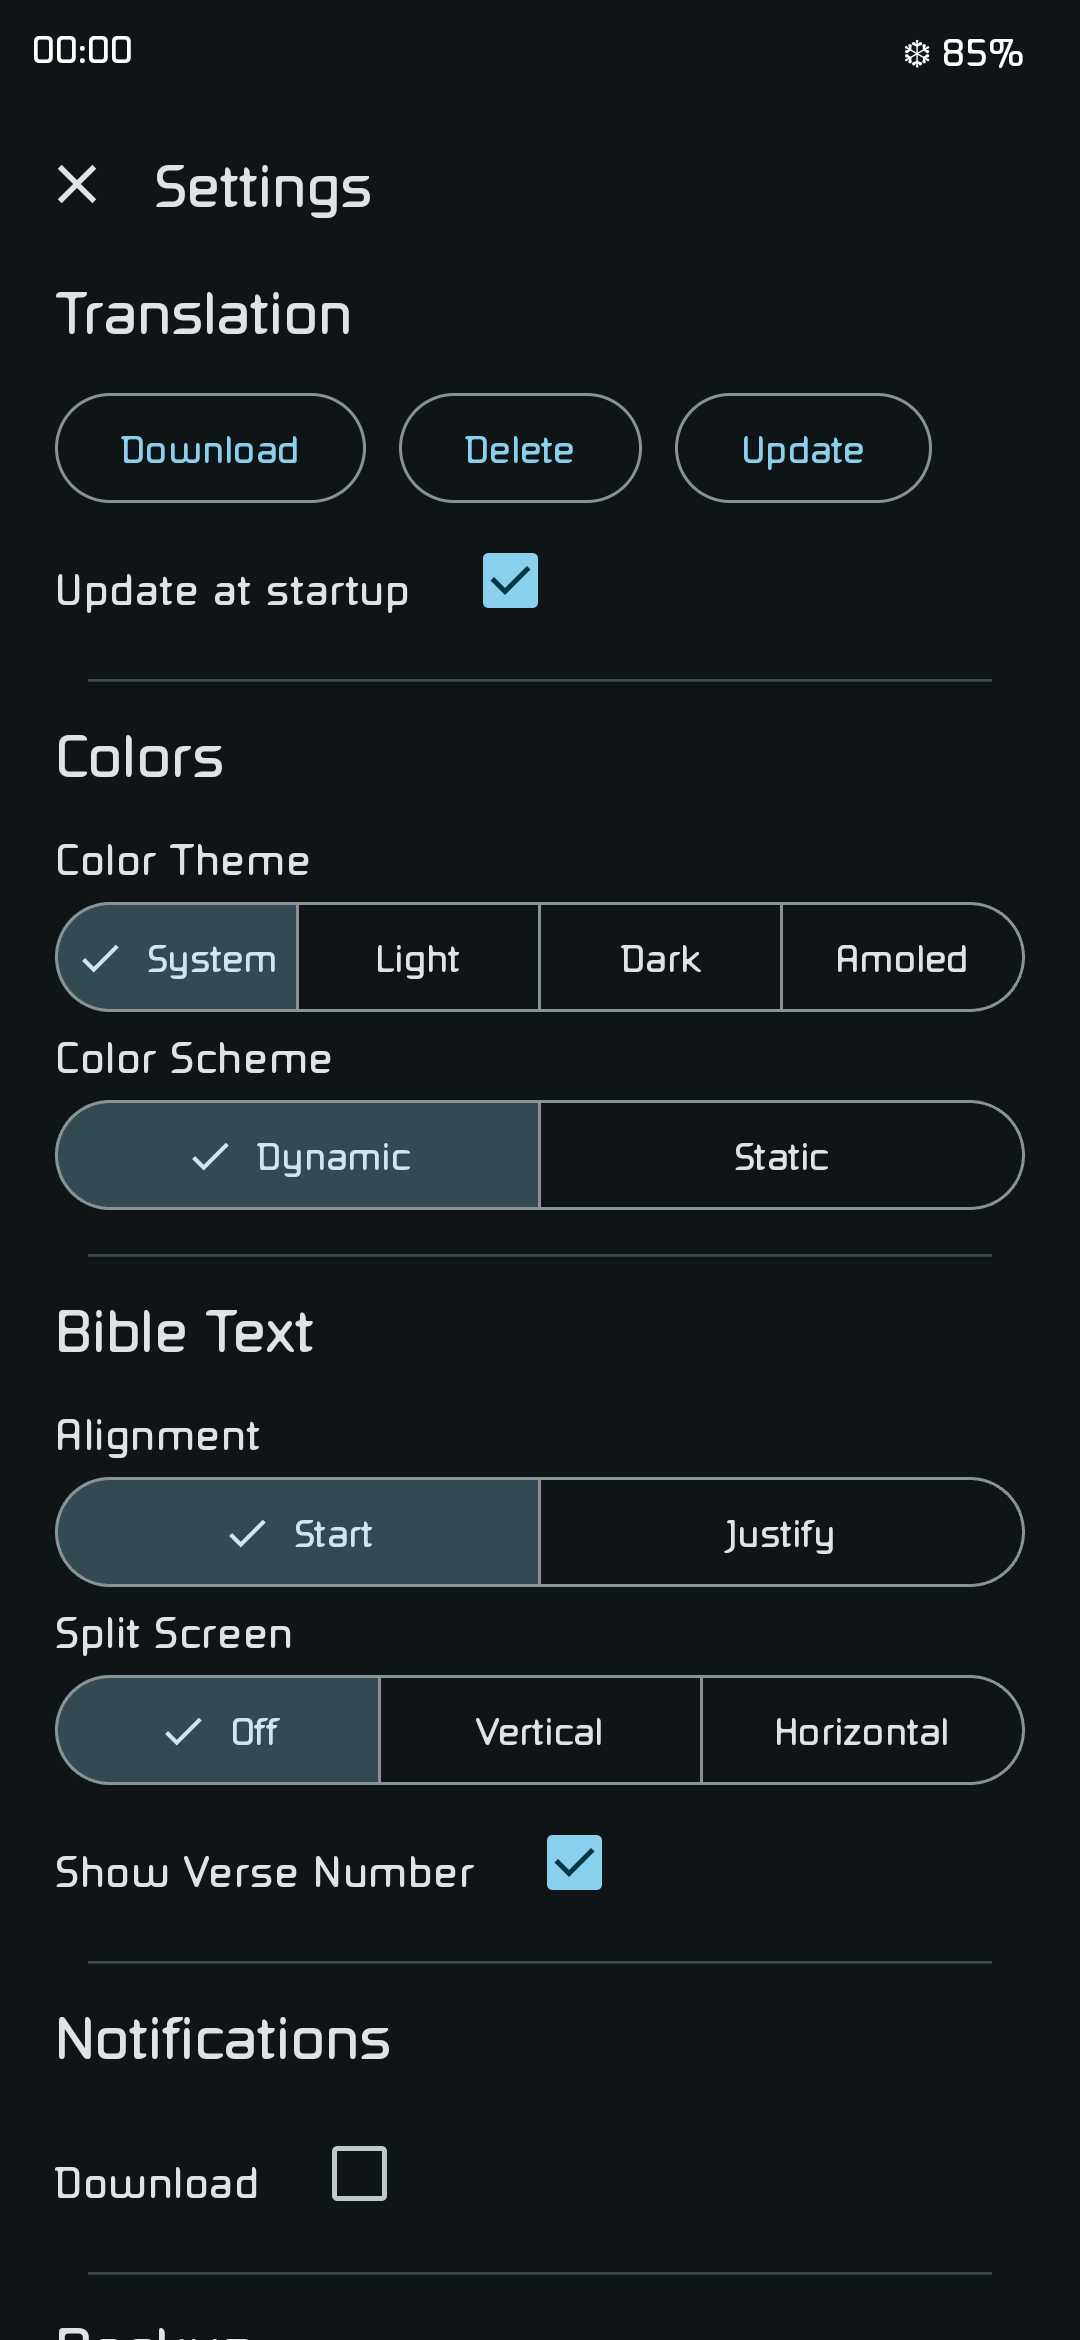 00:00 85%
Settings
Translation
Download Delete Update
Update at startup
Colors
Color Theme
System Light Dark Amoled
Color Scheme
Dynamic Static
Bible Text
Alignment
Start Justify
Split Screen
Off Vertical Horizontal
Show Verse Number
Notifications
Download